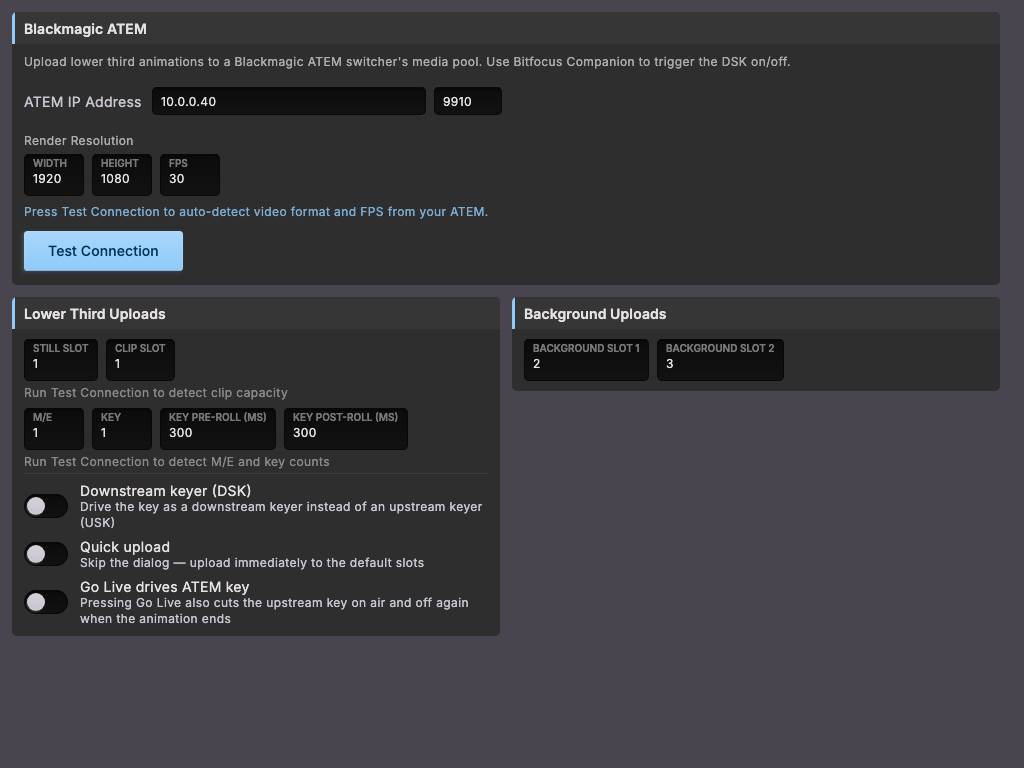 Blackmagic ATEM
Upload lower third animations to a Blackmagic ATEM switcher's media pool. Use Bitfocus Companion to trigger the DSK on/off.
ATEM IP Address 10.0.0.40 9910
Render Resolution
WIDTH HEIGHT FPS
1920 1080 30
Press Test Connection to auto-detect video format and FPS from your ATEM.
Test Connection
Lower Third Uploads
STILL SLOT CLIP SLOT
1 1
Run Test Connection to detect clip capacity
M/E KEY KEY PRE-ROLL (MS) KEY POST-ROLL (MS)
1 1 300 300
Run Test Connection to detect M/E and key counts
Downstream keyer (DSK)
Drive the key as a downstream keyer instead of an upstream keyer
(USK)
Quick upload
Skip the dialog — upload immediately to the default slots
Go Live drives ATEM key
Pressing Go Live also cuts the upstream key on air and off again
when the animation ends
Background Uploads
BACKGROUND SLOT 1 BACKGROUND SLOT 2
2 3